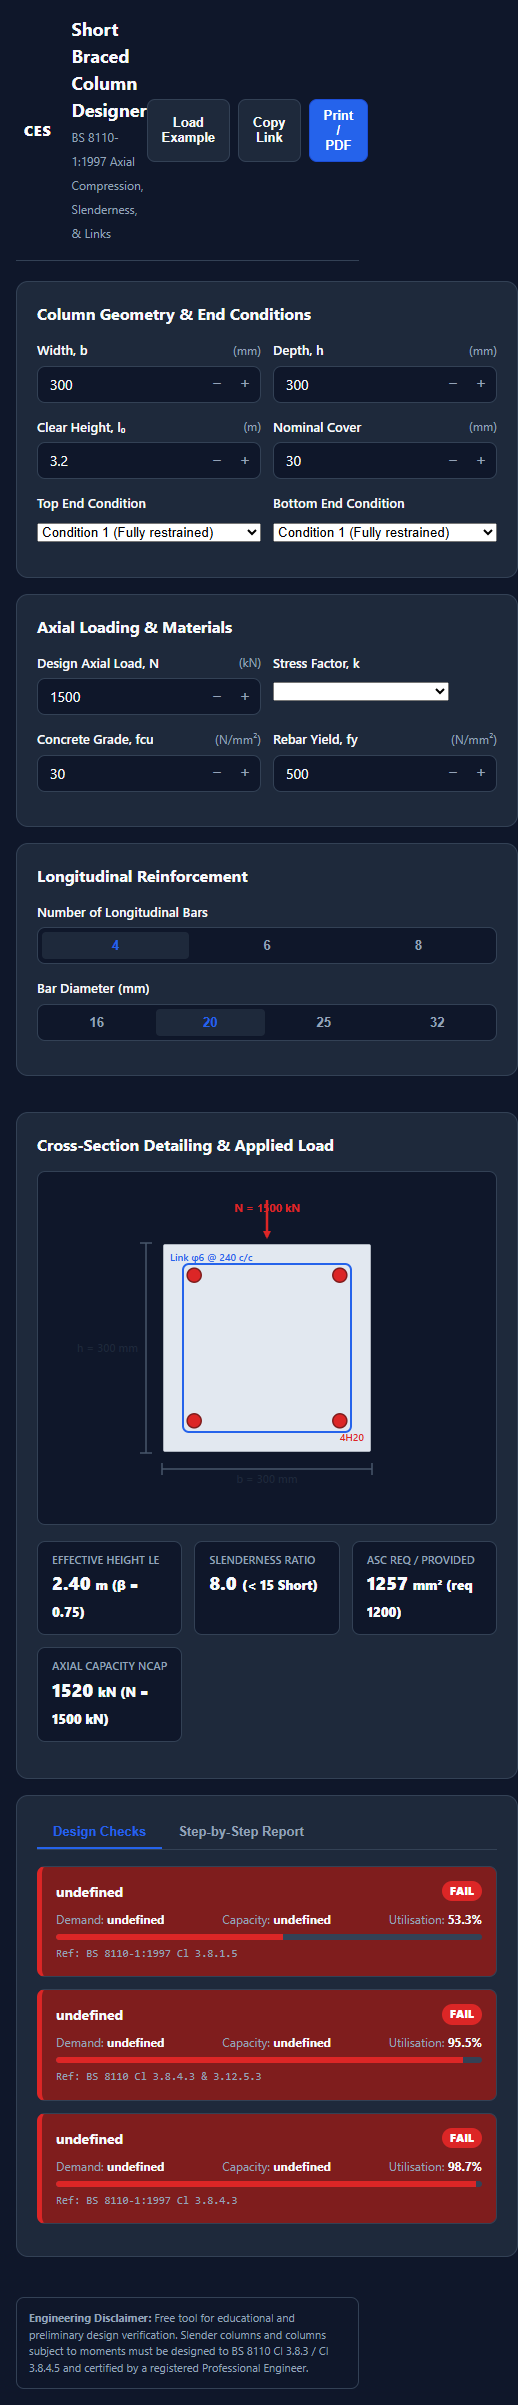 CES
Short
Braced
Column
Designer
BS 8110-
1:1997 Axial
Compression,
Slenderness,
& Links
Load
Example
Copy
Link
Print
/
PDF
Column Geometry & End Conditions
Width, b (mm) Depth, h (mm)
300 − + 300 − +
Clear Height, l₀ (m) Nominal Cover (mm)
3.2 − + 30 − +
Top End Condition Bottom End Condition
Condition 1 (Fully restrained) Condition 1 (Fully restrained)
Axial Loading & Materials
Design Axial Load, N (kN) Stress Factor, k
1500 − +
Concrete Grade, fcu (N/mm²) Rebar Yield, fy (N/mm²)
30 − + 500 − +
Longitudinal Reinforcement
Number of Longitudinal Bars
4 6 8
Bar Diameter (mm)
16 20 25 32
Cross-Section Detailing & Applied Load
N = 1500 kN
Link φ6 @ 240 c/c
h = 300 mm
4H20
b = 300 mm
EFFECTIVE HEIGHT LE
2.40 m (β =
0.75)
SLENDERNESS RATIO
8.0 (< 15 Short)
ASC REQ / PROVIDED
1257 mm² (req
1200)
AXIAL CAPACITY NCAP
1520 kN (N =
1500 kN)
Design Checks Step-by-Step Report
undefined FAIL
Demand: undefined Capacity: undefined Utilisation: 53.3%
Ref: BS 8110-1:1997 Cl 3.8.1.5
undefined FAIL
Demand: undefined Capacity: undefined Utilisation: 95.5%
Ref: BS 8110 Cl 3.8.4.3 & 3.12.5.3
undefined FAIL
Demand: undefined Capacity: undefined Utilisation: 98.7%
Ref: BS 8110-1:1997 Cl 3.8.4.3
Engineering Disclaimer: Free tool for educational and
preliminary design verification. Slender columns and columns
subject to moments must be designed to BS 8110 Cl 3.8.3 / Cl
3.8.4.5 and certified by a registered Professional Engineer.